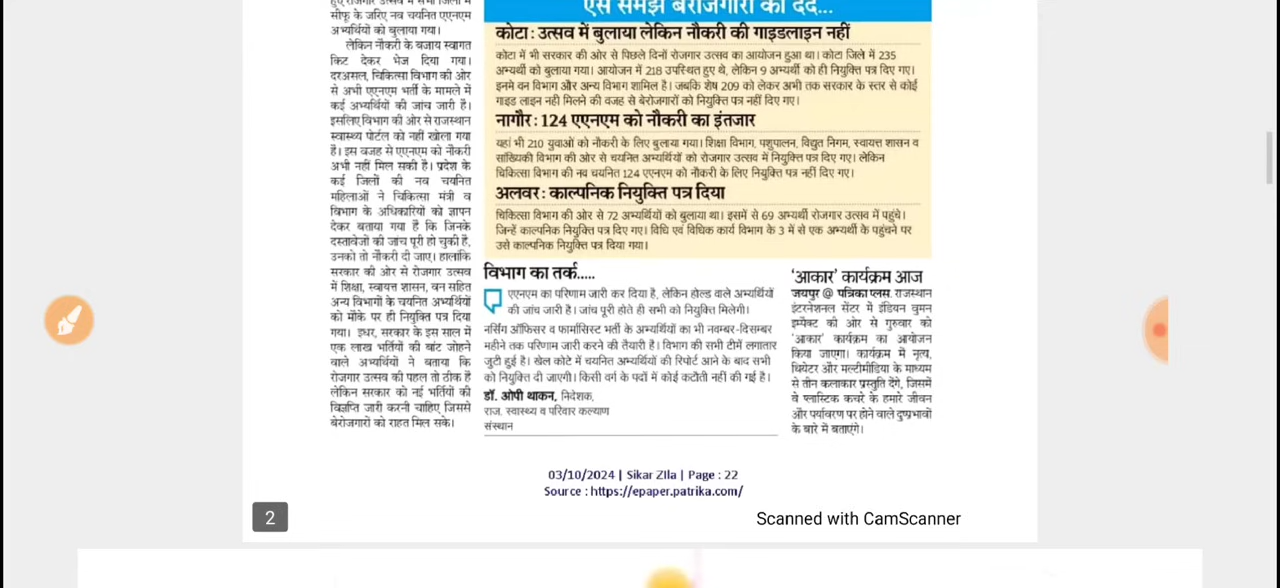 हुए रोजगार उत्सव में सभी जिलों में
सीफू के जरिए नव चयनित एएनएम
अभ्यर्थियों को बुलाया गया।
लेकिन नौकरी के बजाय स्वागत
किट देकर भेज दिया गया।
दरअसल, चिकित्सा विभाग की ओर
से अभी एएनएम भर्ती के मामले में
कई अभ्यर्थियों की जांच जारी है।
इसलिए विभाग की ओर से राजस्थान
स्वास्थ्य पोर्टल को नहीं खोला गया
है। इस वजह से एएनएम को नौकरी
अभी नहीं मिल सकी है। प्रदेश के
कई जिलों की नव चयनित
महिलाओं ने चिकित्सा मंत्री व
विभाग के अधिकारियों को ज्ञापन
देकर बताया गया है कि जिनके
दस्तावेजों की जांच पूरी हो चुकी है,
उनको तो नौकरी दी जाए। हालांकि
सरकार की ओर से रोजगार उत्सव
में शिक्षा, स्वायत्त शासन, वन सहित
अन्य विभागों के चयनित अभ्यर्थियों
को मौके पर ही नियुक्ति पत्र दिया
गया। इधर, सरकार के इस साल में
एक लाख भर्तियों की बांट जोहने
वाले अभ्यर्थियों ने बताया कि
रोजगार उत्सव की पहल तो ठीक है
लेकिन सरकार को नई भर्तियों की
विज्ञप्ति जारी करनी चाहिए जिससे
बेरोजगारों को राहत मिल सके।
ऐसे समझें बेरोजगारों का दर्द...
कोटा : उत्सव में बुलाया लेकिन नौकरी की गाइडलाइन नहीं
कोटा में भी सरकार की ओर से पिछले दिनों रोजगार उत्सव का आयोजन हुआ था। कोटा जिले में 235
अभ्यर्थी को बुलाया गया। आयोजन में 218 उपस्थित हुए थे, लेकिन 9 अभ्यर्थी को ही नियुक्ति पत्र दिए गए।
इनमे वन विभाग और अन्य विभाग शामिल है। जबकि शेष 209 को लेकर अभी तक सरकार के स्तर से कोई
गाइड लाइन नही मिलने की वजह से बेरोजगारों को नियुक्ति पत्र नहीं दिए गए।
नागौर : 124 एएनएम को नौकरी का इंतजार
यहां भी 210 युवाओं को नौकरी के लिए बुलाया गया। शिक्षा विभाग, पशुपालन, विद्युत निगम, स्वायत्त शासन व
सांख्यिकी विभाग की ओर से चयनित अभ्यर्थियों को रोजगार उत्सव में नियुक्ति पत्र दिए गए। लेकिन
चिकित्सा विभाग की नव चयनित 124 एएनएम को नौकरी के लिए नियुक्ति पत्र नहीं दिए गए।
अलवर : काल्पनिक नियुक्ति पत्र दिया
चिकित्सा विभाग की ओर से 72 अभ्यर्थियों को बुलाया था। इसमें से 69 अभ्यर्थी रोजगार उत्सव में पहुंचे।
जिन्हें काल्पनिक नियुक्ति पत्र दिए गए। विधि एवं विधिक कार्य विभाग के 3 में से एक अभ्यर्थी के पहुंचने पर
उसे काल्पनिक नियुक्ति पत्र दिया गया।
विभाग का तर्क.....
एएनएम का परिणाम जारी कर दिया है, लेकिन होल्ड वाले अभ्यर्थियों
की जांच जारी है। जांच पूरी होते ही सभी को नियुक्ति मिलेगी।
नर्सिंग ऑफिसर व फार्मासिस्ट भर्ती के अभ्यर्थियों का भी नवम्बर-दिसम्बर
महीने तक परिणाम जारी करने की तैयारी है। विभाग की सभी टीमें लगातार
जुटी हुई है। खेल कोटे में चयनित अभ्यर्थियों की रिपोर्ट आने के बाद सभी
को नियुक्ति दी जाएगी। किसी वर्ग के पदों में कोई कटौती नहीं की गई है।
डॉ. ओपी थाकन, निदेशक,
राज. स्वास्थ्य व परिवार कल्याण
संस्थान
'आकार' कार्यक्रम आज
जयपुर @ पत्रिका प्लस. राजस्थान
इंटरनेशनल सेंटर में इंडियन वुमन
इम्पैक्ट की ओर से गुरुवार को
'आकार' कार्यक्रम का आयोजन
किया जाएगा। कार्यक्रम में नृत्य,
थियेटर और मल्टीमीडिया के माध्यम
से तीन कलाकार प्रस्तुति देंगे, जिसमें
वे प्लास्टिक कचरे के हमारे जीवन
और पर्यावरण पर होने वाले दुष्प्रभावों
के बारे में बताएंगे।
03/10/2024 | Sikar ZIla | Page : 22
Source : https://epaper.patrika.com/
2
Scanned with CamScanner